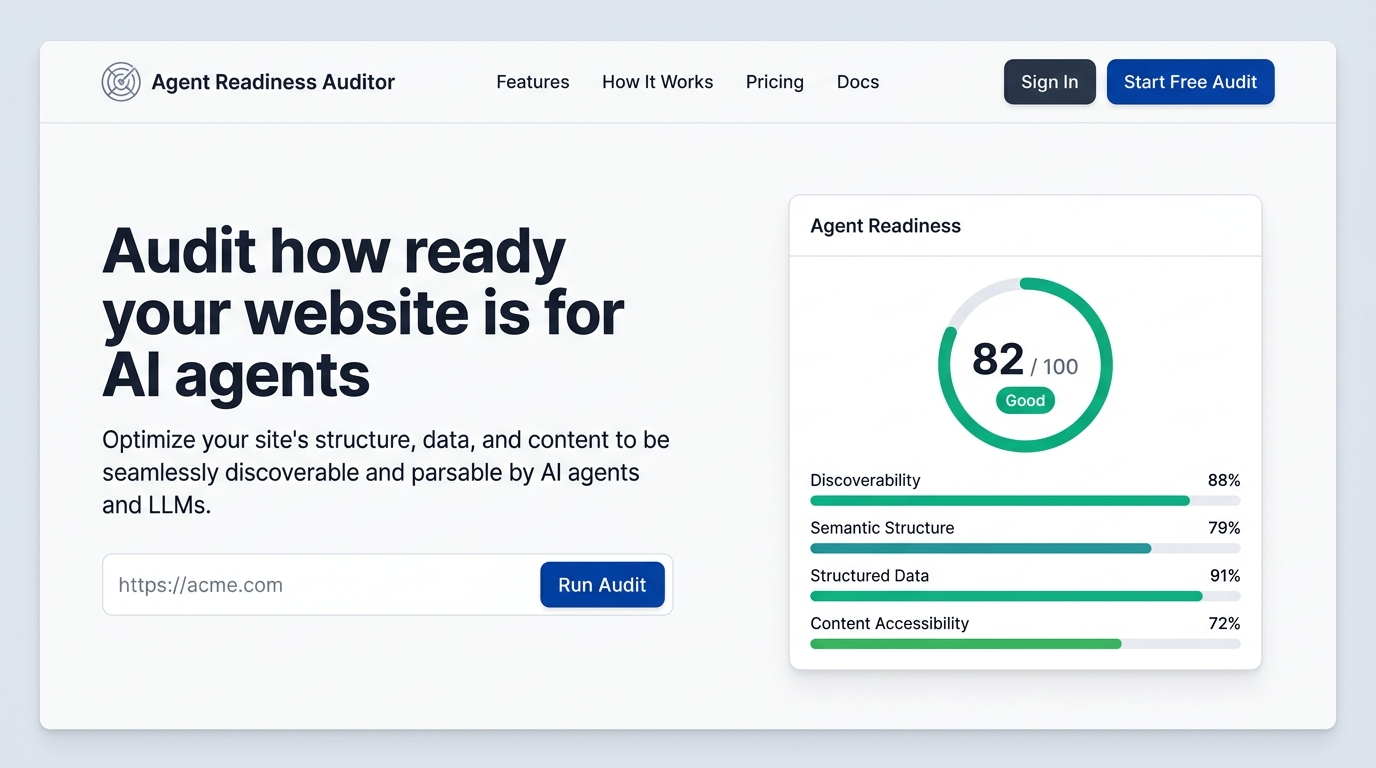 Agent Readiness Auditor
Features
How It Works
Pricing
Docs
Sign In
Start Free Audit
Audit how ready
your website is for
AI agents
Optimize your site's structure, data, and content to be
seamlessly discoverable and parsable by AI agents
and LLMs.
https://acme.com
Run Audit
Agent Readiness
82 / 100
Good
Discoverability 88%
Semantic Structure 79%
Structured Data 91%
Content Accessibility 72%